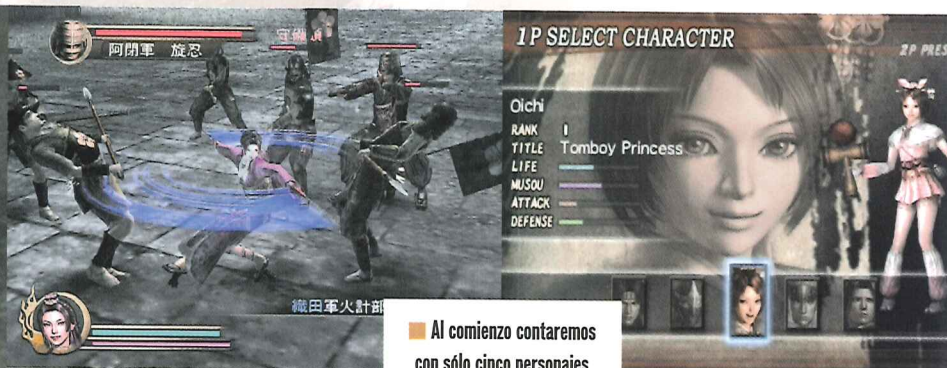 阿閉軍 旋忍
織田軍火計部
1P SELECT CHARACTER
2P PRES
Oichi
RANK 1
TITLE Tomboy Princess
LIFE
MUSOU
ATTACK
DEFENSE
Al comienzo contaremos
con sólo cinco personajes